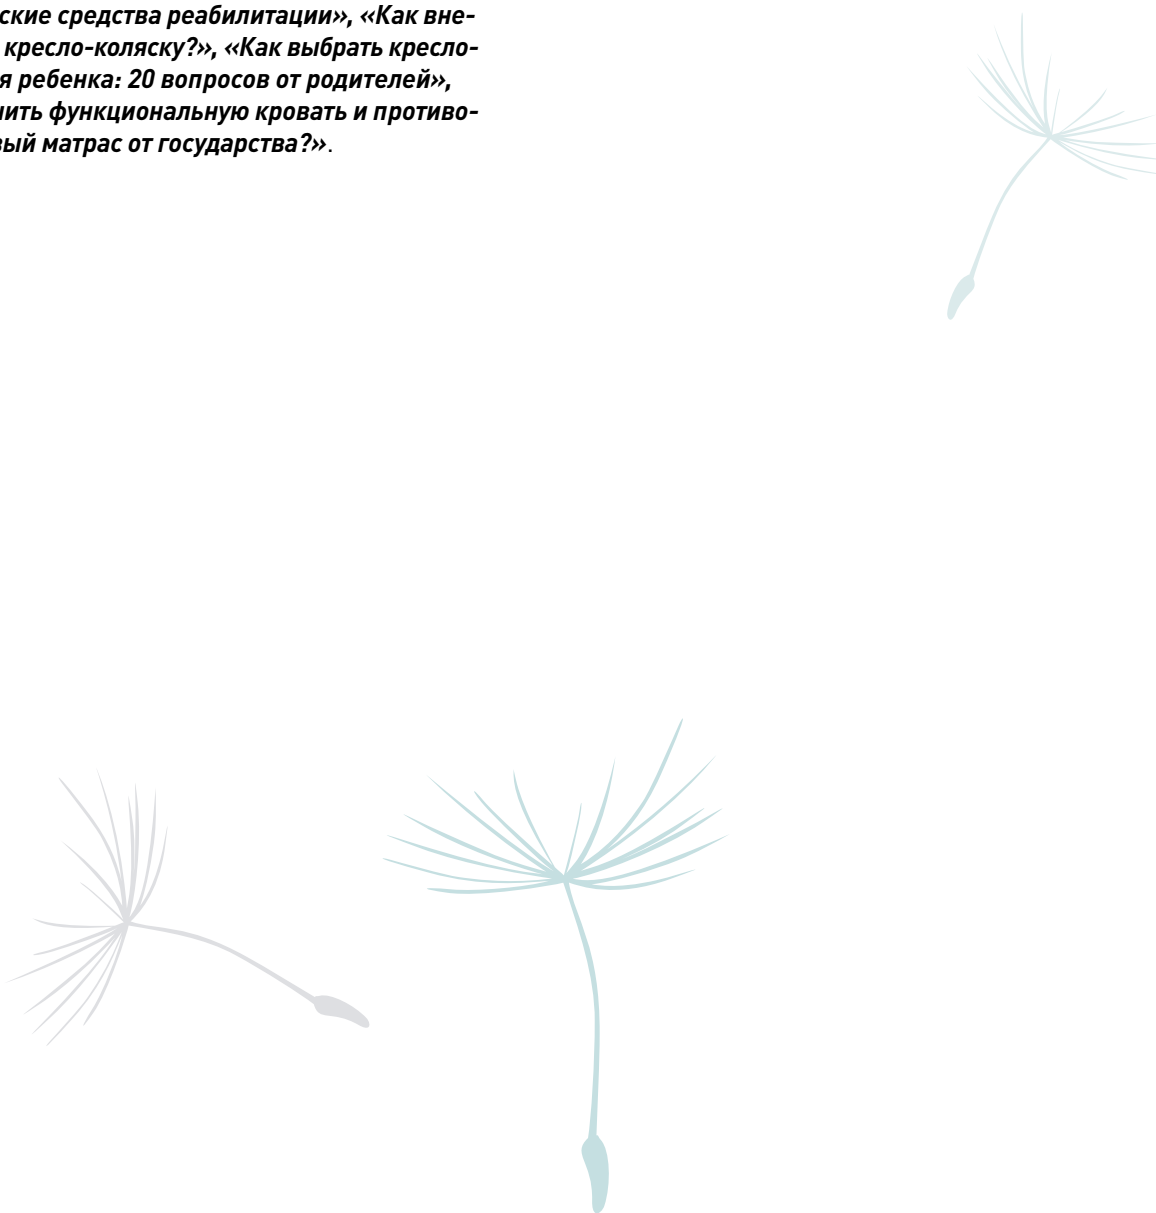 ские средства реабилитации», «Как вне-
кресло-коляску?», «Как выбрать кресло-
я ребенка: 20 вопросов от родителей»,
ить функциональную кровать и противо-
вый матрас от государства?».